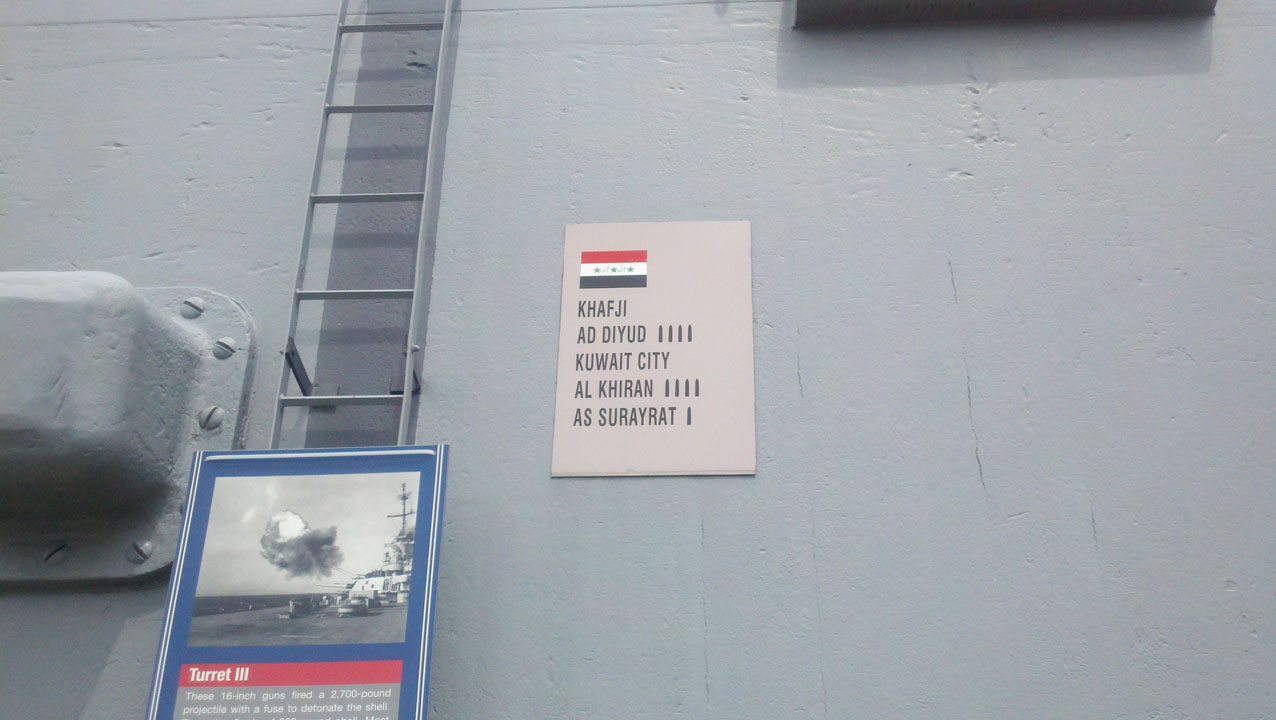 KHAFJI
AD DIYUD
KUWAIT CITY
AL KHIRAN
AS SURAYRAT
Turret III
These 16-inch guns fired a 2,700-pound
projectile with a fuse to detonate the shell.